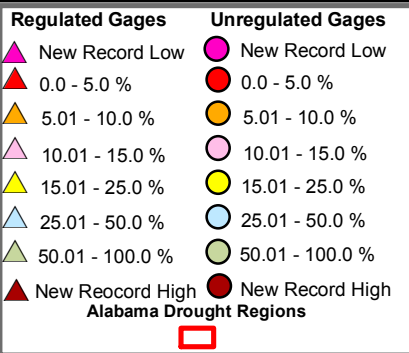 Regulated Gages Unregulated Gages
New Record Low New Record Low
0.0 - 5.0 % 0.0 - 5.0 %
5.01 - 10.0 % 5.01 - 10.0 %
10.01 - 15.0 % 10.01 - 15.0 %
15.01 - 25.0 % 15.01 - 25.0 %
25.01 - 50.0 % 25.01 - 50.0 %
50.01 - 100.0 % 50.01 - 100.0 %
New Reocord High New Record High
Alabama Drought Regions